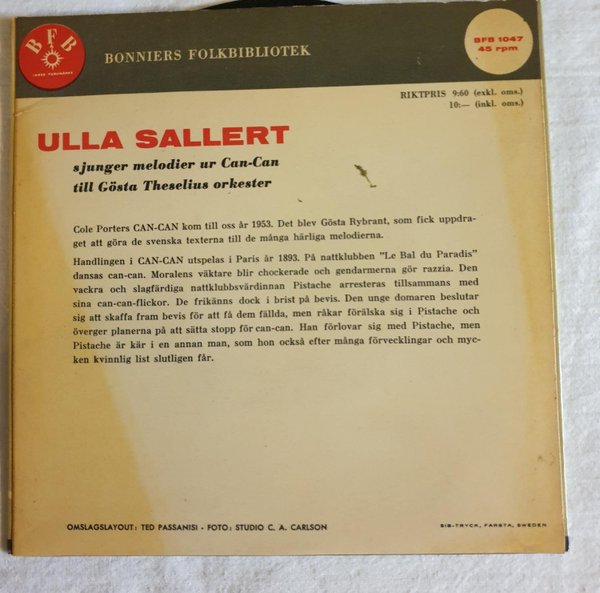 BFB
BONNIERS FOLKBIBLIOTEK
BFB 1047
45 rpm
RIKTPRIS 9:60 (exkl. oms.)
10:— (inkl. oms.)
ULLA SALLERT
sjunger melodier ur Can-Can
till Gösta Theselius orkester
Cole Porters CAN-CAN kom till oss år 1953. Det blev Gösta Rybrant, som fick uppdra-
get att göra de svenska texterna till de många härliga melodierna.
Handlingen i CAN-CAN utspelas i Paris år 1893. På nattklubben "Le Bal du Paradis"
dansas can-can. Moralens väktare blir chockerade och gendarmerna gör razzia. Den
vackra och slagfärdiga nattklubbsvärdinnan Pistache arresteras tillsammans med
sina can-can-flickor. De frikänns dock i brist på bevis. Den unge domaren beslutar
sig att skaffa fram bevis för att få dem fällda, men råkar förälska sig i Pistache och
överger planerna på att sätta stopp för can-can. Han förlovar sig med Pistache, men
Pistache är kär i en annan man, som hon också efter många förvecklingar och myc-
ken kvinnlig list slutligen får.
OMSLAGSLAYOUT: TED PASSANISI • FOTO: STUDIO C. A. CARLSON
SIB-TRYCK, FARSTA, SWEDEN